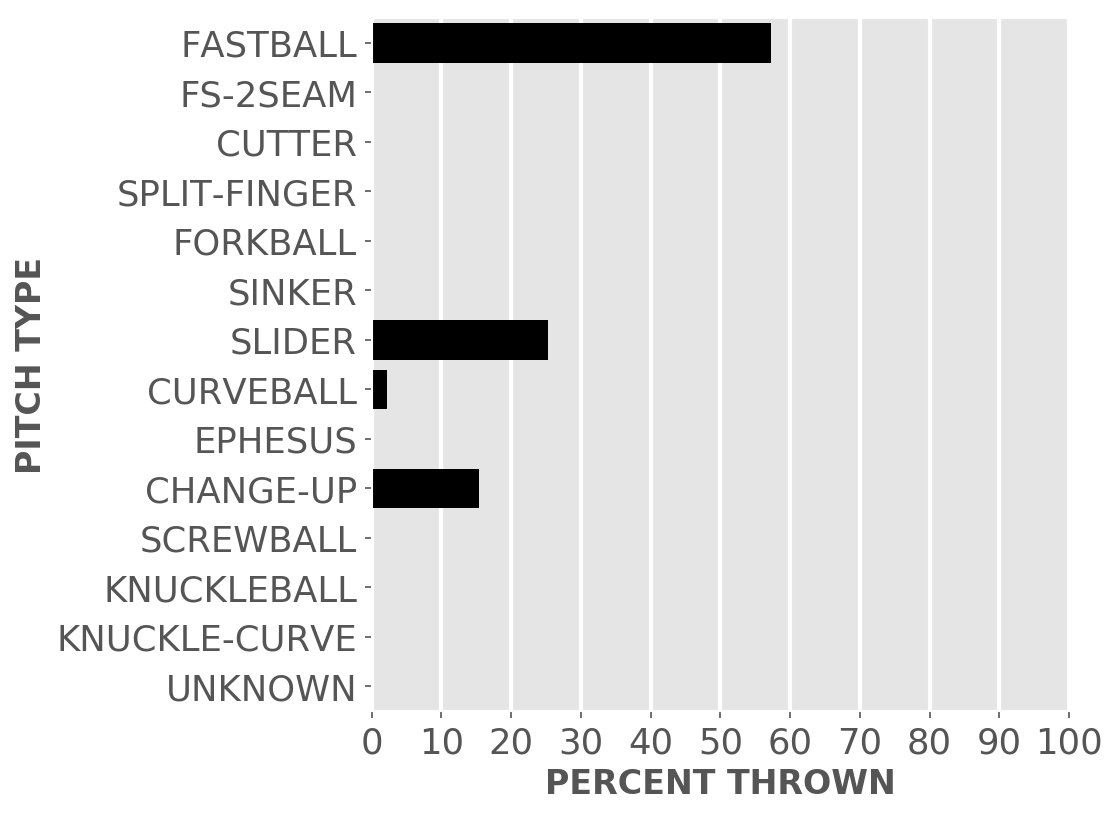 FASTBALL
FS-2SEAM
CUTTER
SPLIT-FINGER
FORKBALL
SINKER
SLIDER
CURVEBALL
EPHESUS
CHANGE-UP
SCREWBALL
KNUCKLEBALL
KNUCKLE-CURVE
UNKNOWN
PITCH TYPE
0 10 20 30 40 50 60 70 80 90 100
PERCENT THROWN